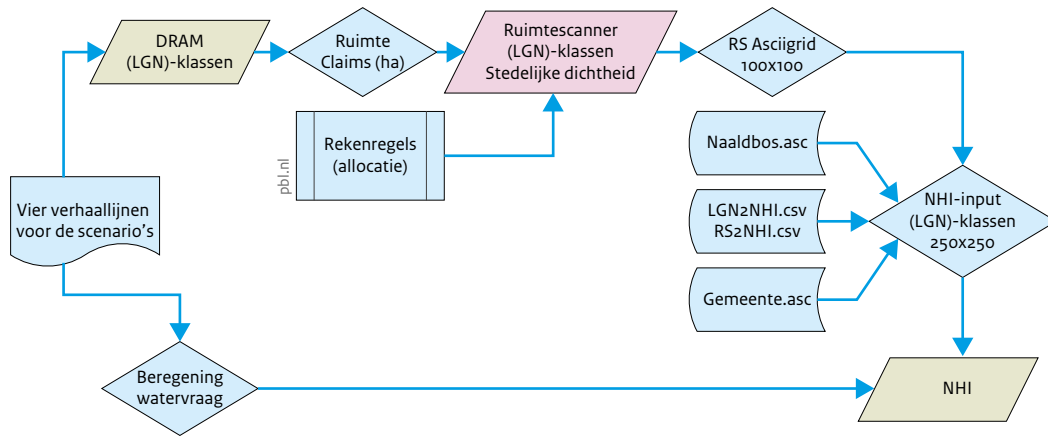 DRAM
(LGN)-klassen
Ruimte
Claims (ha)
Ruimtescanner
(LGN)-klassen
Stedelijke dichtheid
RS Asciigrid
100x100
Rekenregels
(allocatie)
pbl.nl
Naaldbos.asc
Vier verhaallijnen
voor de scenario's
LGN2NHI.csv
RS2NHI.csv
NHI-input
(LGN)-klassen
250x250
Gemeente.asc
Beregening
watervraag
NHI